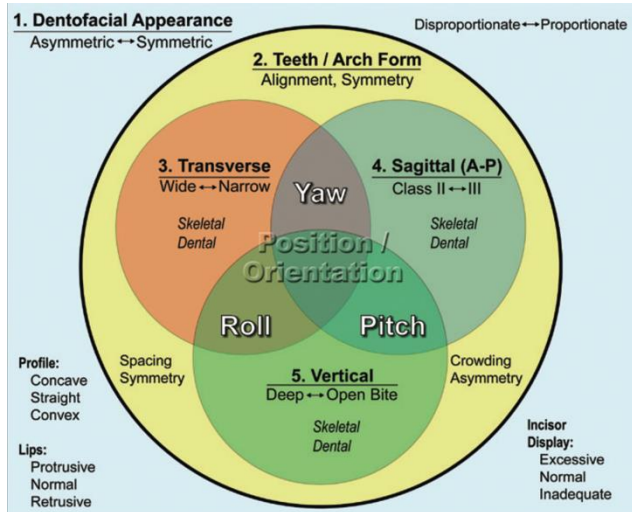 1. Dentofacial Appearance
Asymmetric↔Symmetric
Disproportionate↔Proportionate
2. Teeth / Arch Form
Alignment, Symmetry
3. Transverse
Wide↔Narrow
Skeletal
Dental
4. Sagittal (A-P)
Class II↔III
Skeletal
Dental
Yaw
Position /
Orientation
Roll
Pitch
Spacing
Symmetry
Crowding
Asymmetry
5. Vertical
Deep↔Open Bite
Skeletal
Dental
Profile:
Concave
Straight
Convex
Lips:
Protrusive
Normal
Retrusive
Incisor
Display:
Excessive
Normal
Inadequate